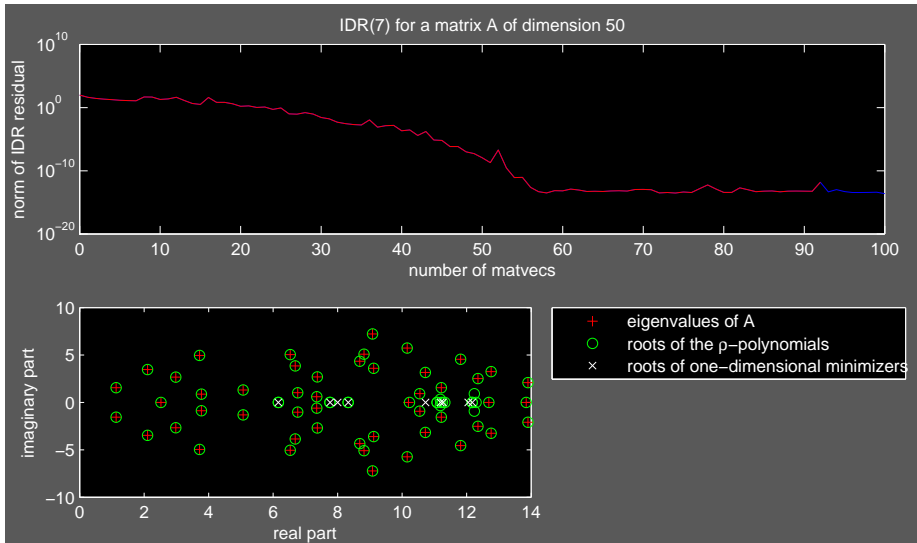 IDR(7) for a matrix A of dimension 50
norm of IDR residual
10^10
10^0
10^-10
10^-20
0 10 20 30 40 50 60 70 80 90 100
number of matvecs
imaginary part
10
5
0
-5
-10
0 2 4 6 8 10 12 14
real part
eigenvalues of A
roots of the ρ-polynomials
roots of one-dimensional minimizers